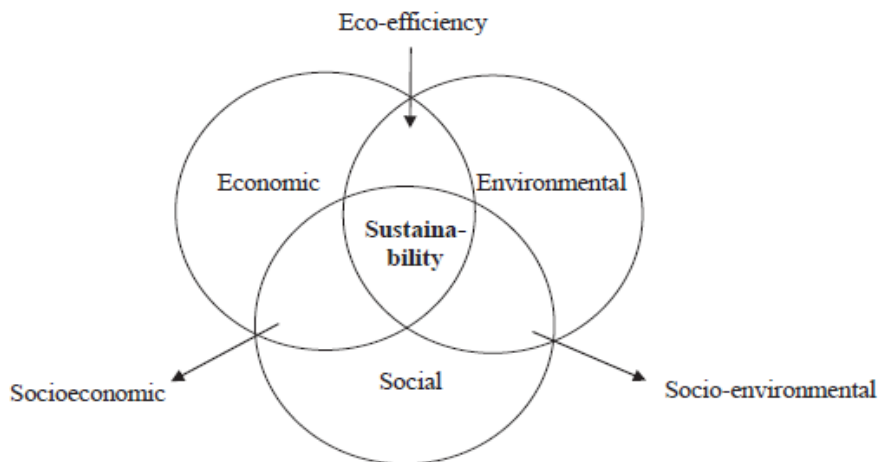 Eco-efficiency
Economic
Environmental
Sustaina-
bility
Social
Socioeconomic
Socio-environmental